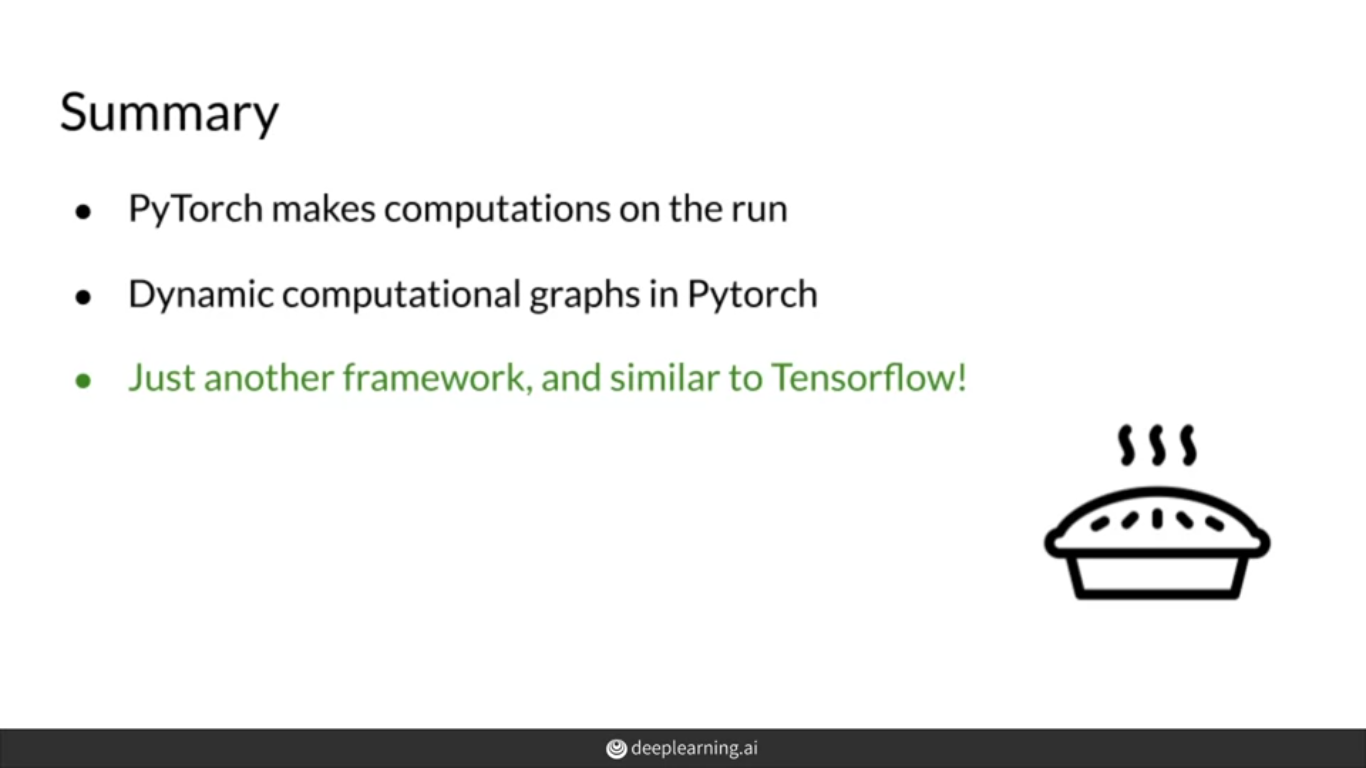 Summary
● PyTorch makes computations on the run
● Dynamic computational graphs in Pytorch
● Just another framework, and similar to Tensorflow!
deeplearning.ai